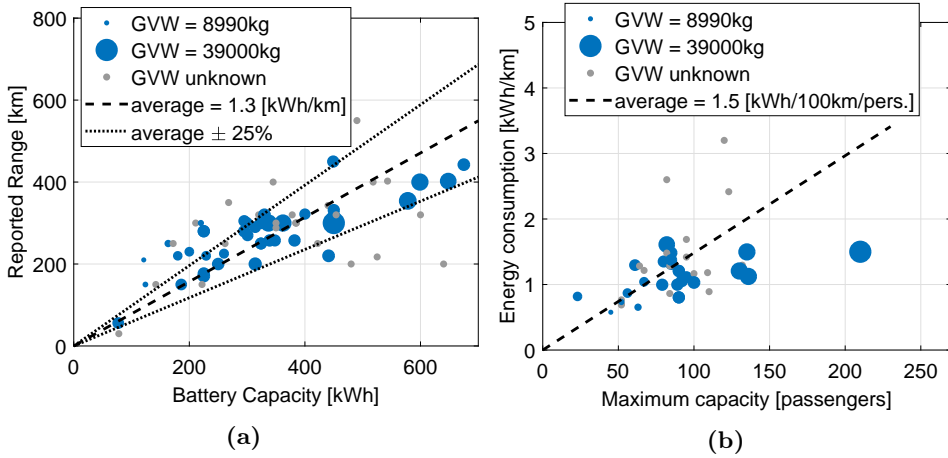 800
600
400
200
0
0
200
400
600
Reported Range [km]
Battery Capacity [kWh]
GVW = 8990kg
GVW = 39000kg
GVW unknown
average = 1.3 [kWh/km]
average ± 25%
(a)
5
4
3
2
1
0
0
50
100
150
200
250
Energy consumption [kWh/km]
Maximum capacity [passengers]
GVW = 8990kg
GVW = 39000kg
GVW unknown
average = 1.5 [kWh/100km/pers.]
(b)